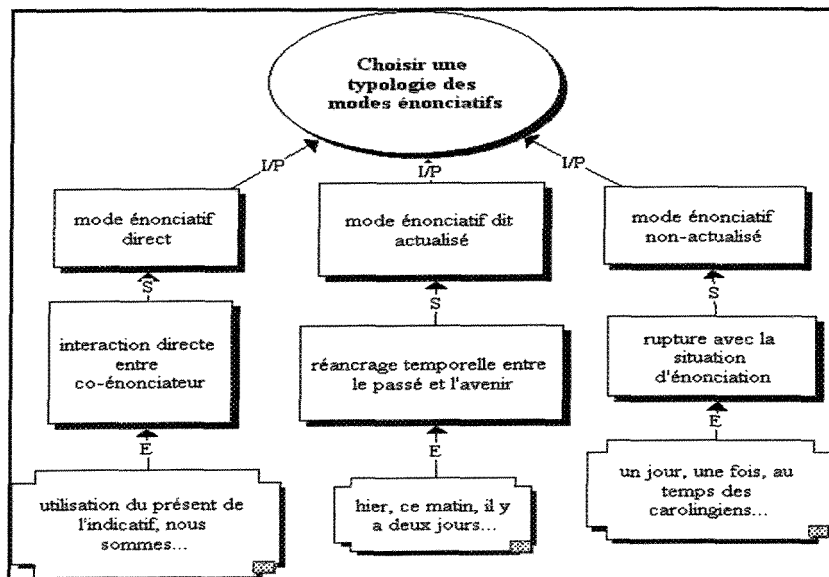 Choisir une
typologie des
modes énonciatifs
I/P
I/P
I/P
mode énonciatif
direct
mode énonciatif dit
actualisé
mode énonciatif
non-actualisé
S
S
S
interaction directe
entre
co-énonciateur
réancrage temporelle entre
le passé et l'avenir
rupture avec la
situation
d'énonciation
E
E
E
utilisation du présent de
l'indicatif, nous
sommes...
hier, ce matin, il y
a deux jours...
un jour, une fois, au
temps des
carolingiens...